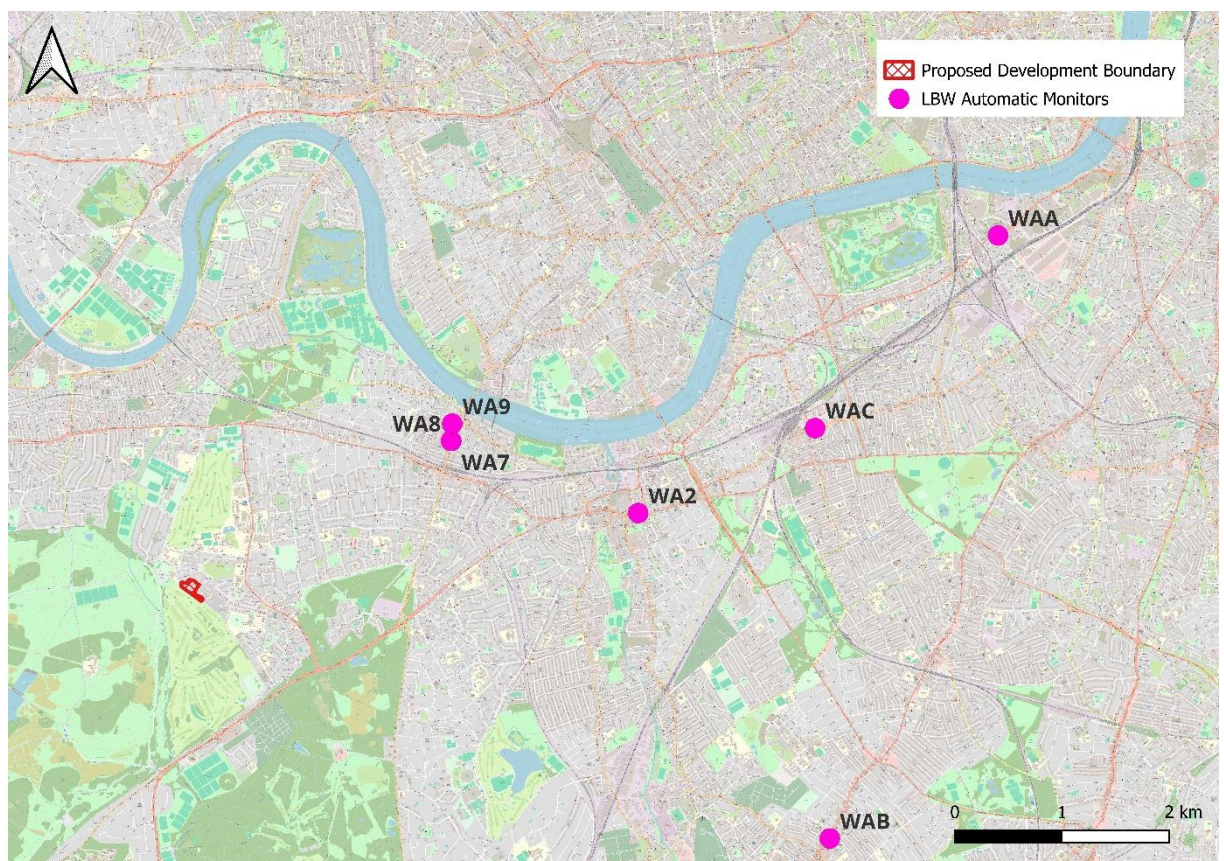 Proposed Development Boundary
LBW Automatic Monitors
WAA
WA9
WA8
WA7
WAC
WA2
WAB
0 1 2 km